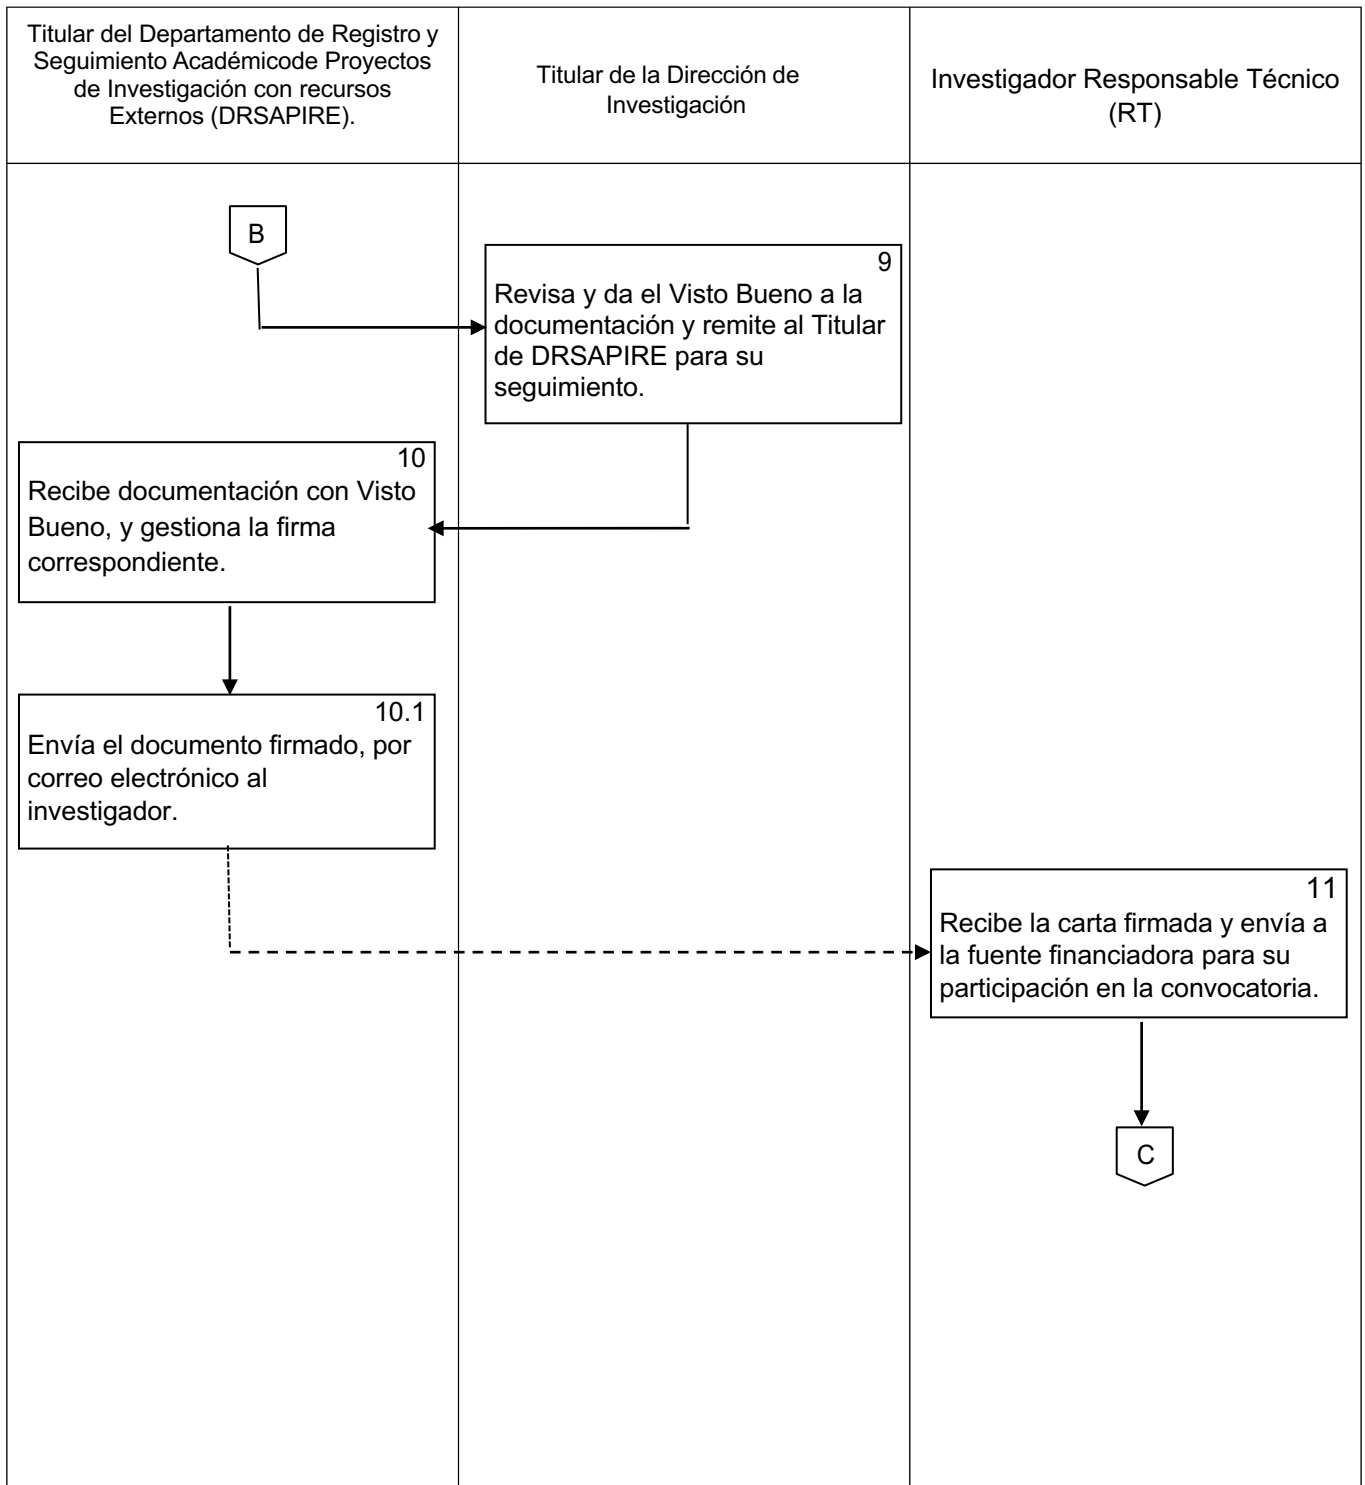 Titular del Departamento de Registro y
Seguimiento Académicode Proyectos
de Investigación con recursos
Externos (DRSAPIRE).
Titular de la Dirección de
Investigación
Investigador Responsable Técnico
(RT)
B
9
Revisa y da el Visto Bueno a la
documentación y remite al Titular
de DRSAPIRE para su
seguimiento.
10
Recibe documentación con Visto
Bueno, y gestiona la firma
correspondiente.
10.1
Envía el documento firmado, por
correo electrónico al
investigador.
11
Recibe la carta firmada y envía a
la fuente financiadora para su
participación en la convocatoria.
C